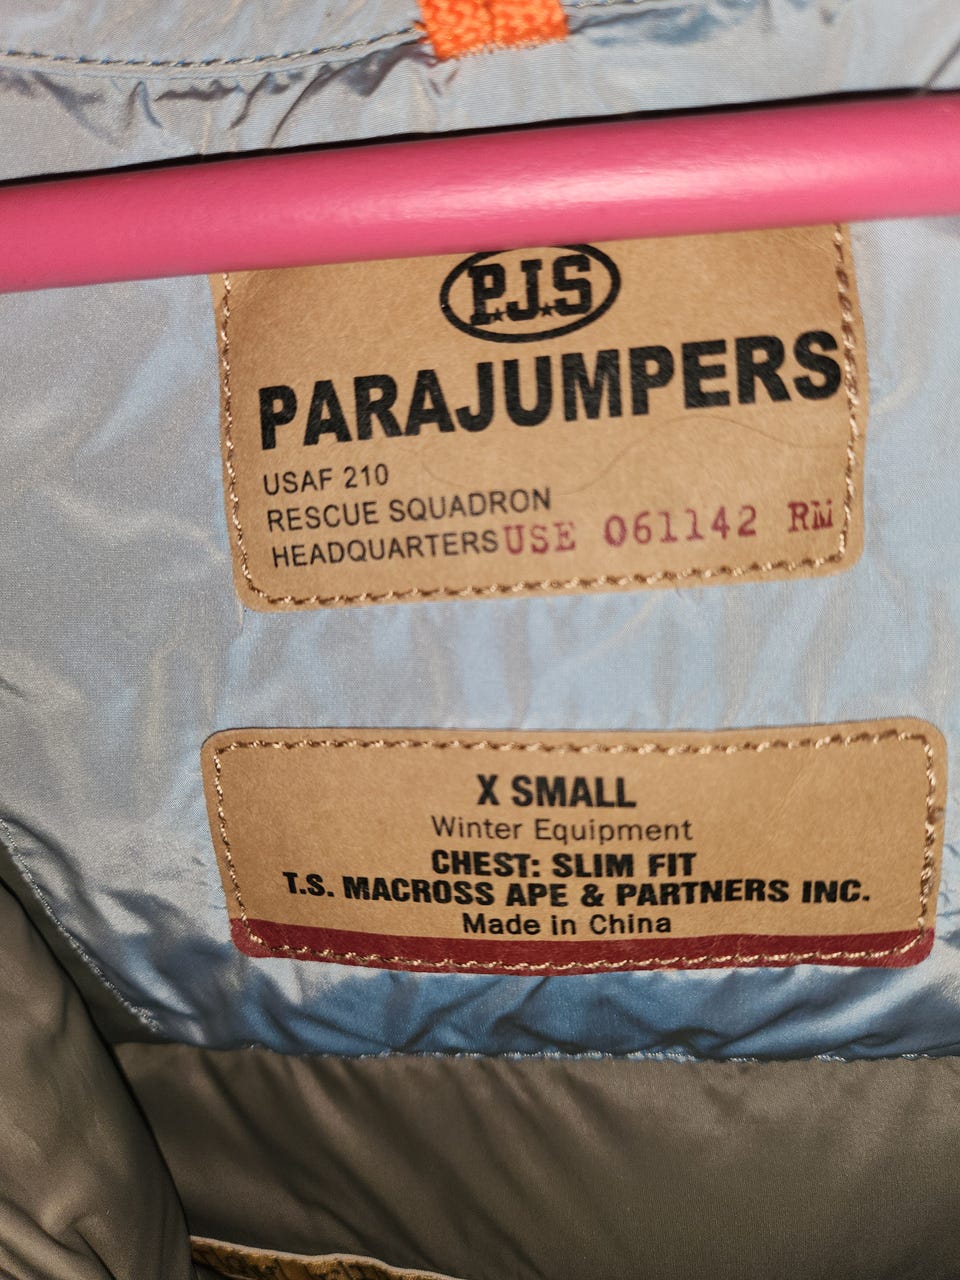 P.J.S
PARAJUMPERS
USAF 210
RESCUE SQUADRON
HEADQUARTERS USE 061142 RM
X SMALL
Winter Equipment
CHEST: SLIM FIT
T.S. MACROSS APE & PARTNERS INC.
Made in China